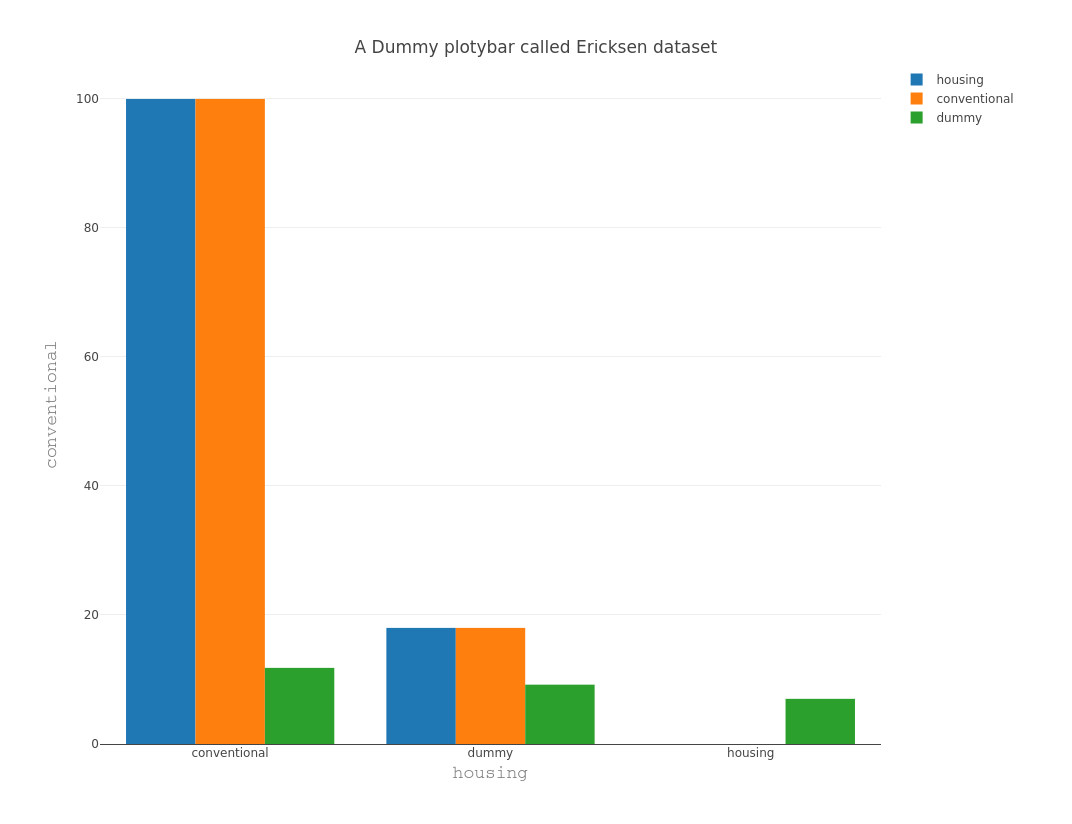 A Dummy plotybar called Ericksen dataset
housing
conventional
dummy
100
80
60
40
20
0
conventional
conventional
dummy
housing
housing